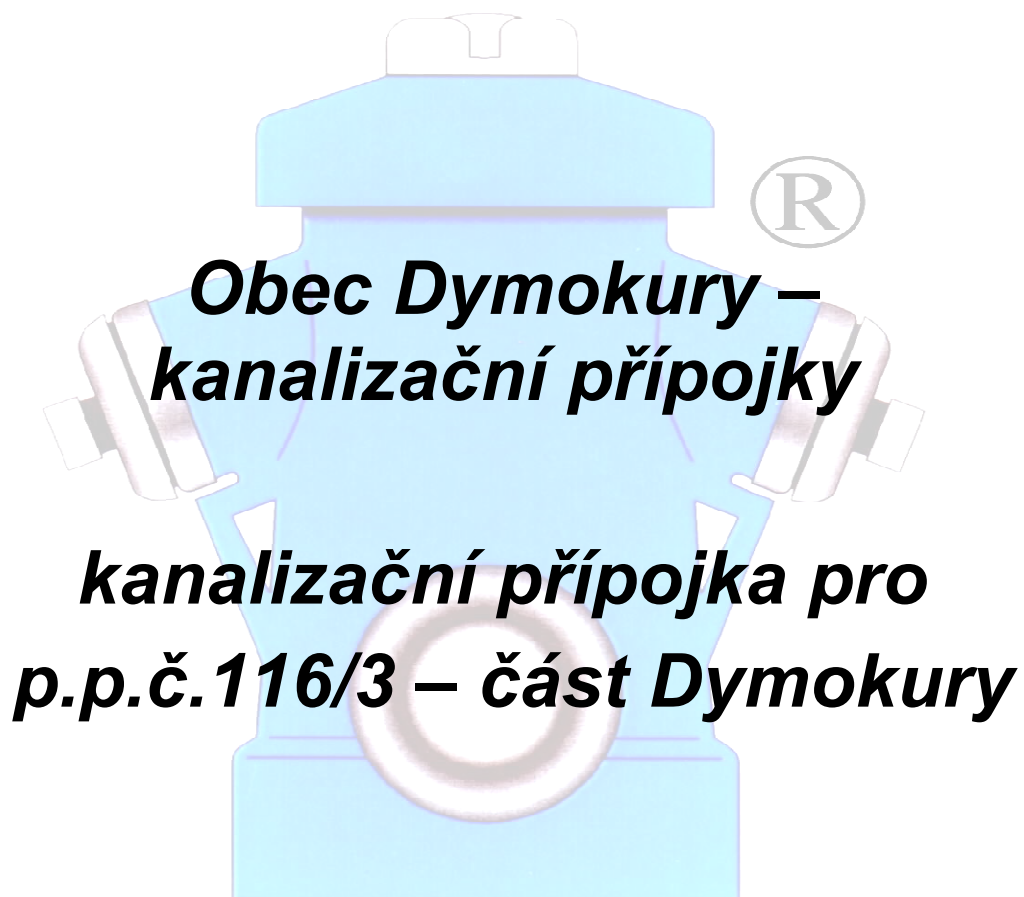 ®
Obec Dymokury –
kanalizační přípojky
kanalizační přípojka pro
p.p.č.116/3 – část Dymokury